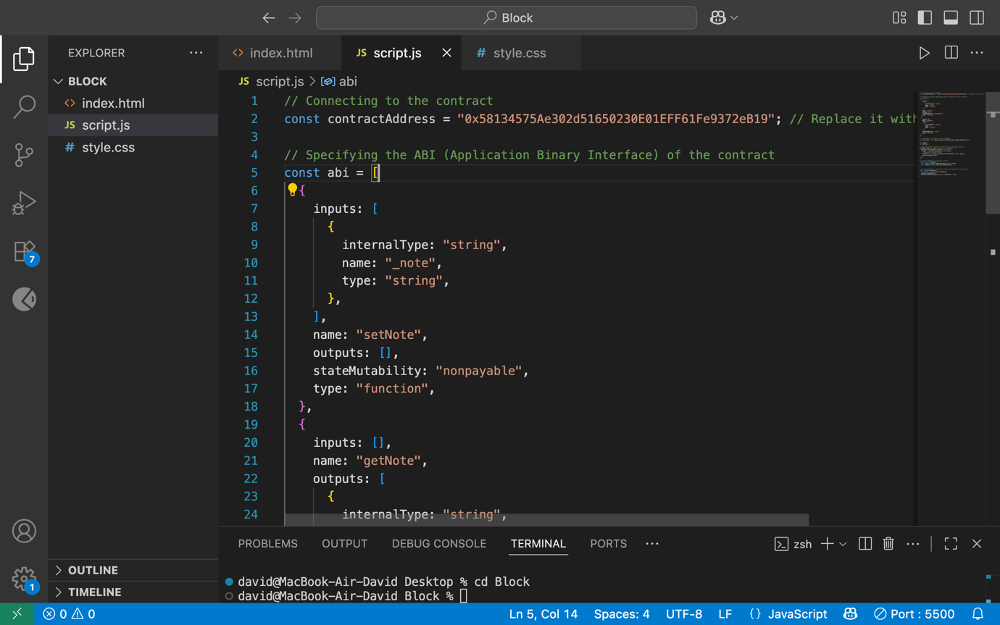 Block
EXPLORER
BLOCK
index.html
JS script.js
# style.css
OUTLINE
TIMELINE
7
1
index.html
JS script.js
# style.css
JS script.js > abi
1 // Connecting to the contract
2 const contractAddress = "0x58134575Ae302d51650230E01EFF61Fe9372eB19"; // Replace it with
3
4 // Specifying the ABI (Application Binary Interface) of the contract
5 const abi = [
6 {
7 inputs: [
8 {
9 internalType: "string",
10 name: "_note",
11 type: "string",
12 },
13 ],
14 name: "setNote",
15 outputs: [],
16 stateMutability: "nonpayable",
17 type: "function",
18 },
19 {
20 inputs: [],
21 name: "getNote",
22 outputs: [
23 {
24 internalType: "string",
PROBLEMS OUTPUT DEBUG CONSOLE TERMINAL PORTS
zsh
david@MacBook-Air-David Desktop % cd Block
david@MacBook-Air-David Block %
0 0 Ln 5, Col 14 Spaces: 4 UTF-8 LF {} JavaScript Port : 5500